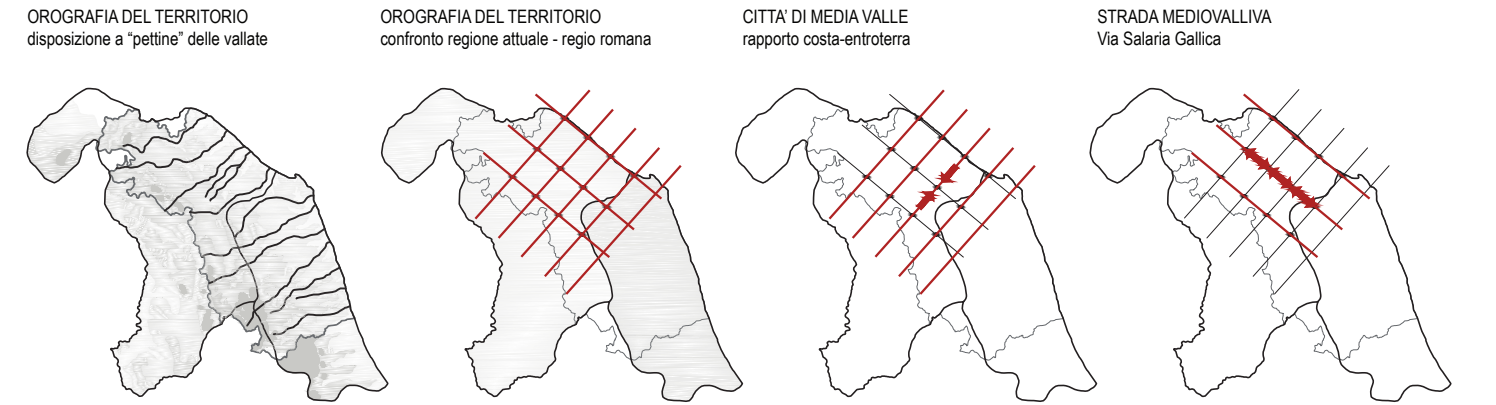 OROGRAFIA DEL TERRITORIO
disposizione a “pettine” delle vallate
OROGRAFIA DEL TERRITORIO
confronto regione attuale - regio romana
CITTA’ DI MEDIA VALLE
rapporto costa-entroterra
STRADA MEDIOVALLIVA
Via Salaria Gallica